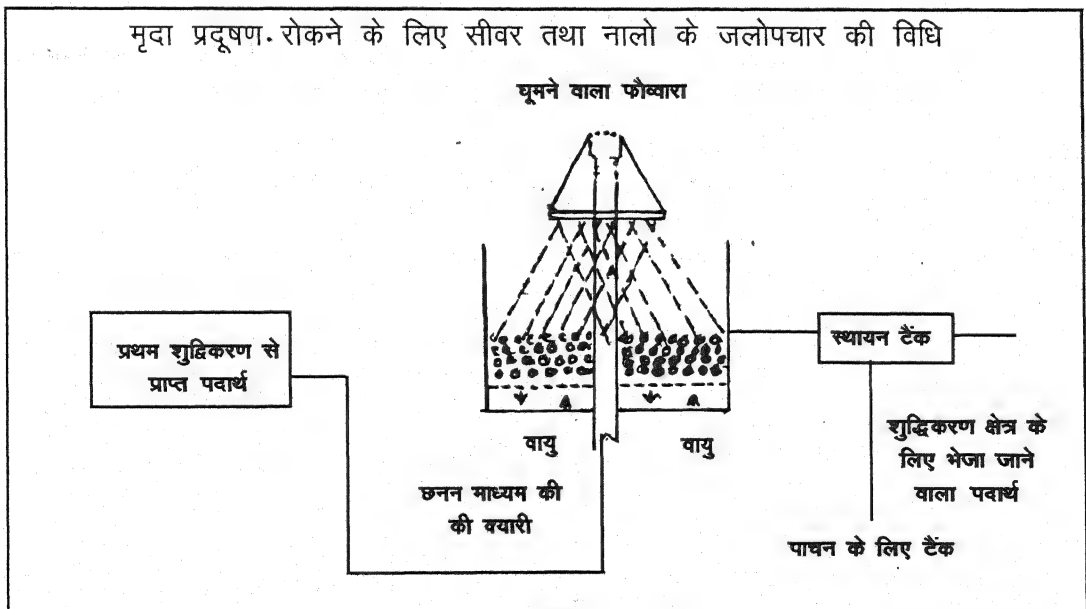 मृदा प्रदूषण. रोकने के लिए सीवर तथा नालो के जलोपचार की विधि
घूमने वाला फौव्वारा
प्रथम शुद्विकरण से
प्राप्त पदार्थ
स्थायन टैंक
वायु
वायु
शुद्धिकरण क्षेत्र के
लिए भेजा जाने
वाला पदार्थ
छनन माध्यम की
की क्यारी
पाचन के लिए टैंक